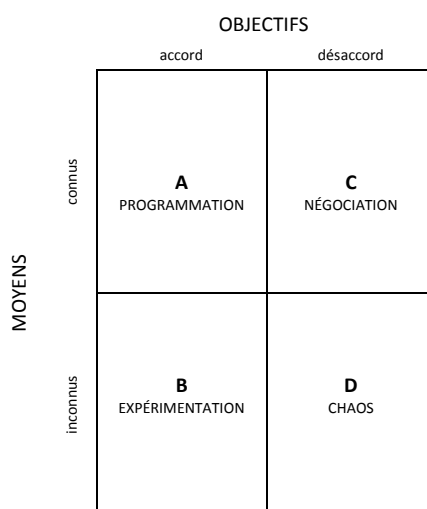 OBJECTIFS
accord
désaccord
MOYENS
connus
A
PROGRAMMATION
C
NÉGOCIATION
inconnus
B
EXPÉRIMENTATION
D
CHAOS